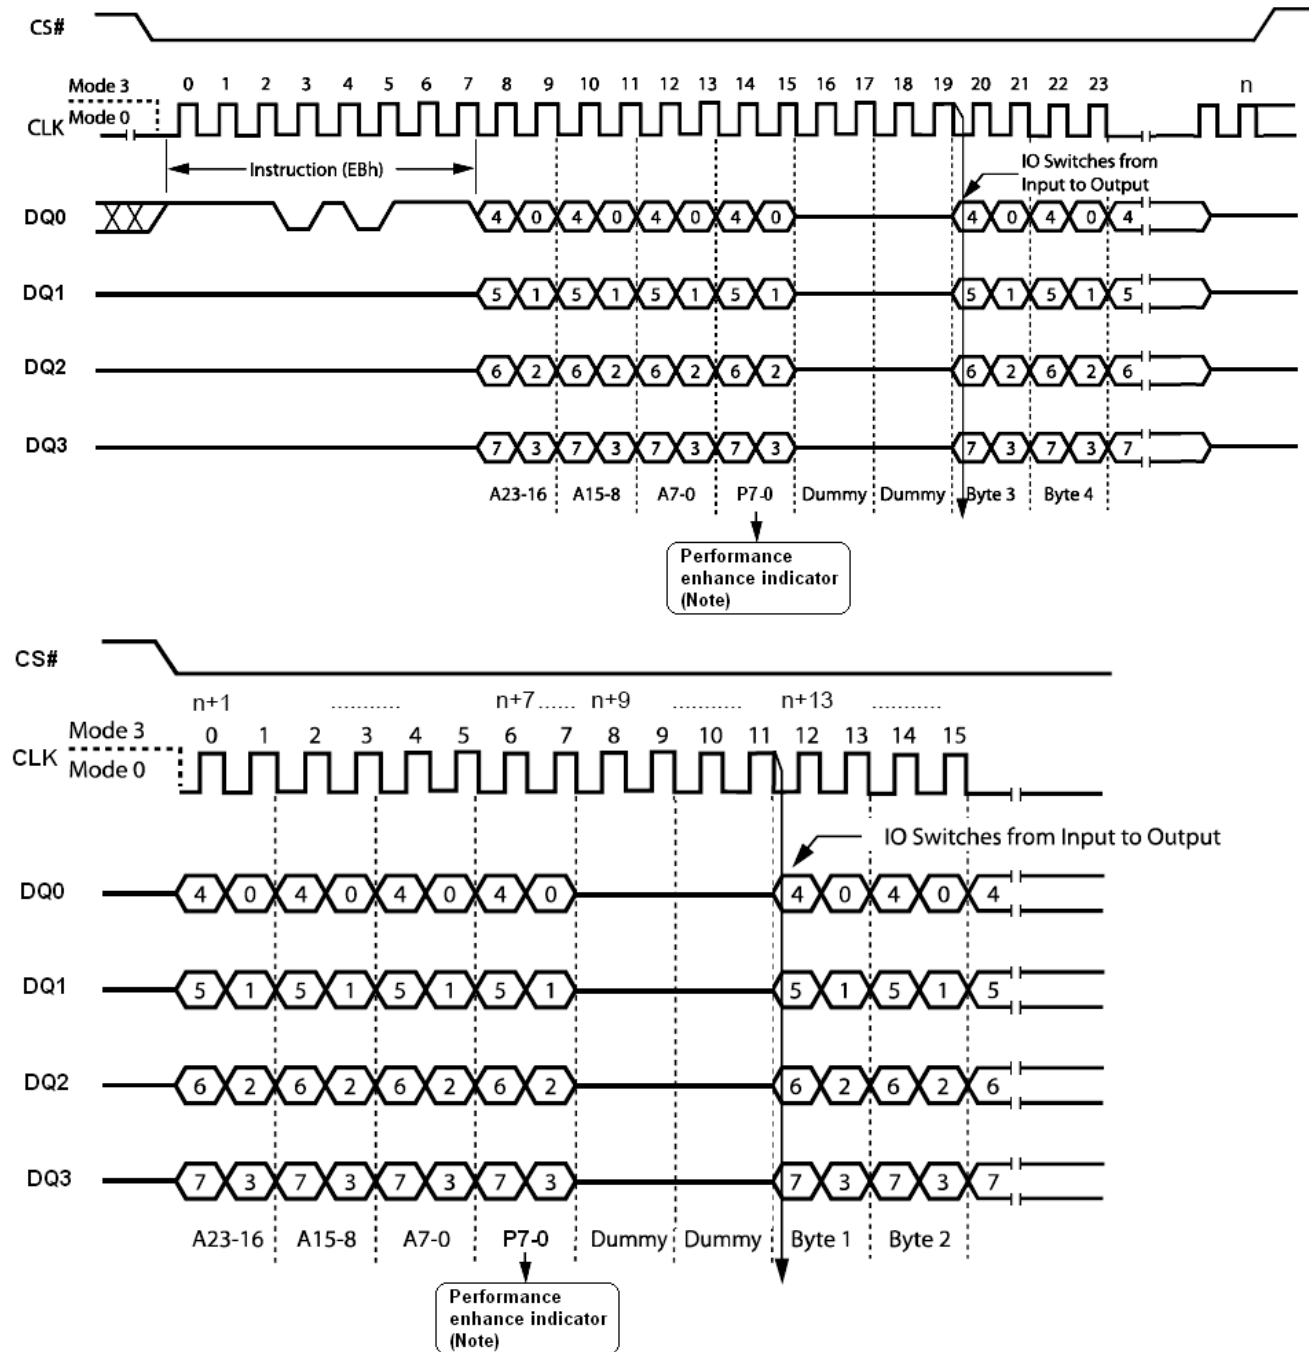 CS#
Mode 3
0 1 2 3 4 5 6 7 8 9 10 11 12 13 14 15 16 17 18 19 20 21 22 23 n
Mode 0
CLK
Instruction (EBh)
IO Switches from
Input to Output
DQ0 4 0 4 0 4 0 4 0 4 0 4 0 4
DQ1 5 1 5 1 5 1 5 1 5 1 5 1 5
DQ2 6 2 6 2 6 2 6 2 6 2 6 2 6
DQ3 7 3 7 3 7 3 7 3 7 3 7 3 7
A23-16 A15-8 A7-0 P7-0 Dummy Dummy Byte 3 Byte 4
Performance
enhance indicator
(Note)
CS#
n+1 ........... n+7 ...... n+9 ........... n+13 ...........
Mode 3 0 1 2 3 4 5 6 7 8 9 10 11 12 13 14 15
CLK
Mode 0
IO Switches from Input to Output
DQ0 4 0 4 0 4 0 4 0 4 0 4 0 4
DQ1 5 1 5 1 5 1 5 1 5 1 5 1 5
DQ2 6 2 6 2 6 2 6 2 6 2 6 2 6
DQ3 7 3 7 3 7 3 7 3 7 3 7 3 7
A23-16 A15-8 A7-0 P7-0 Dummy Dummy Byte 1 Byte 2
Performance
enhance indicator
(Note)